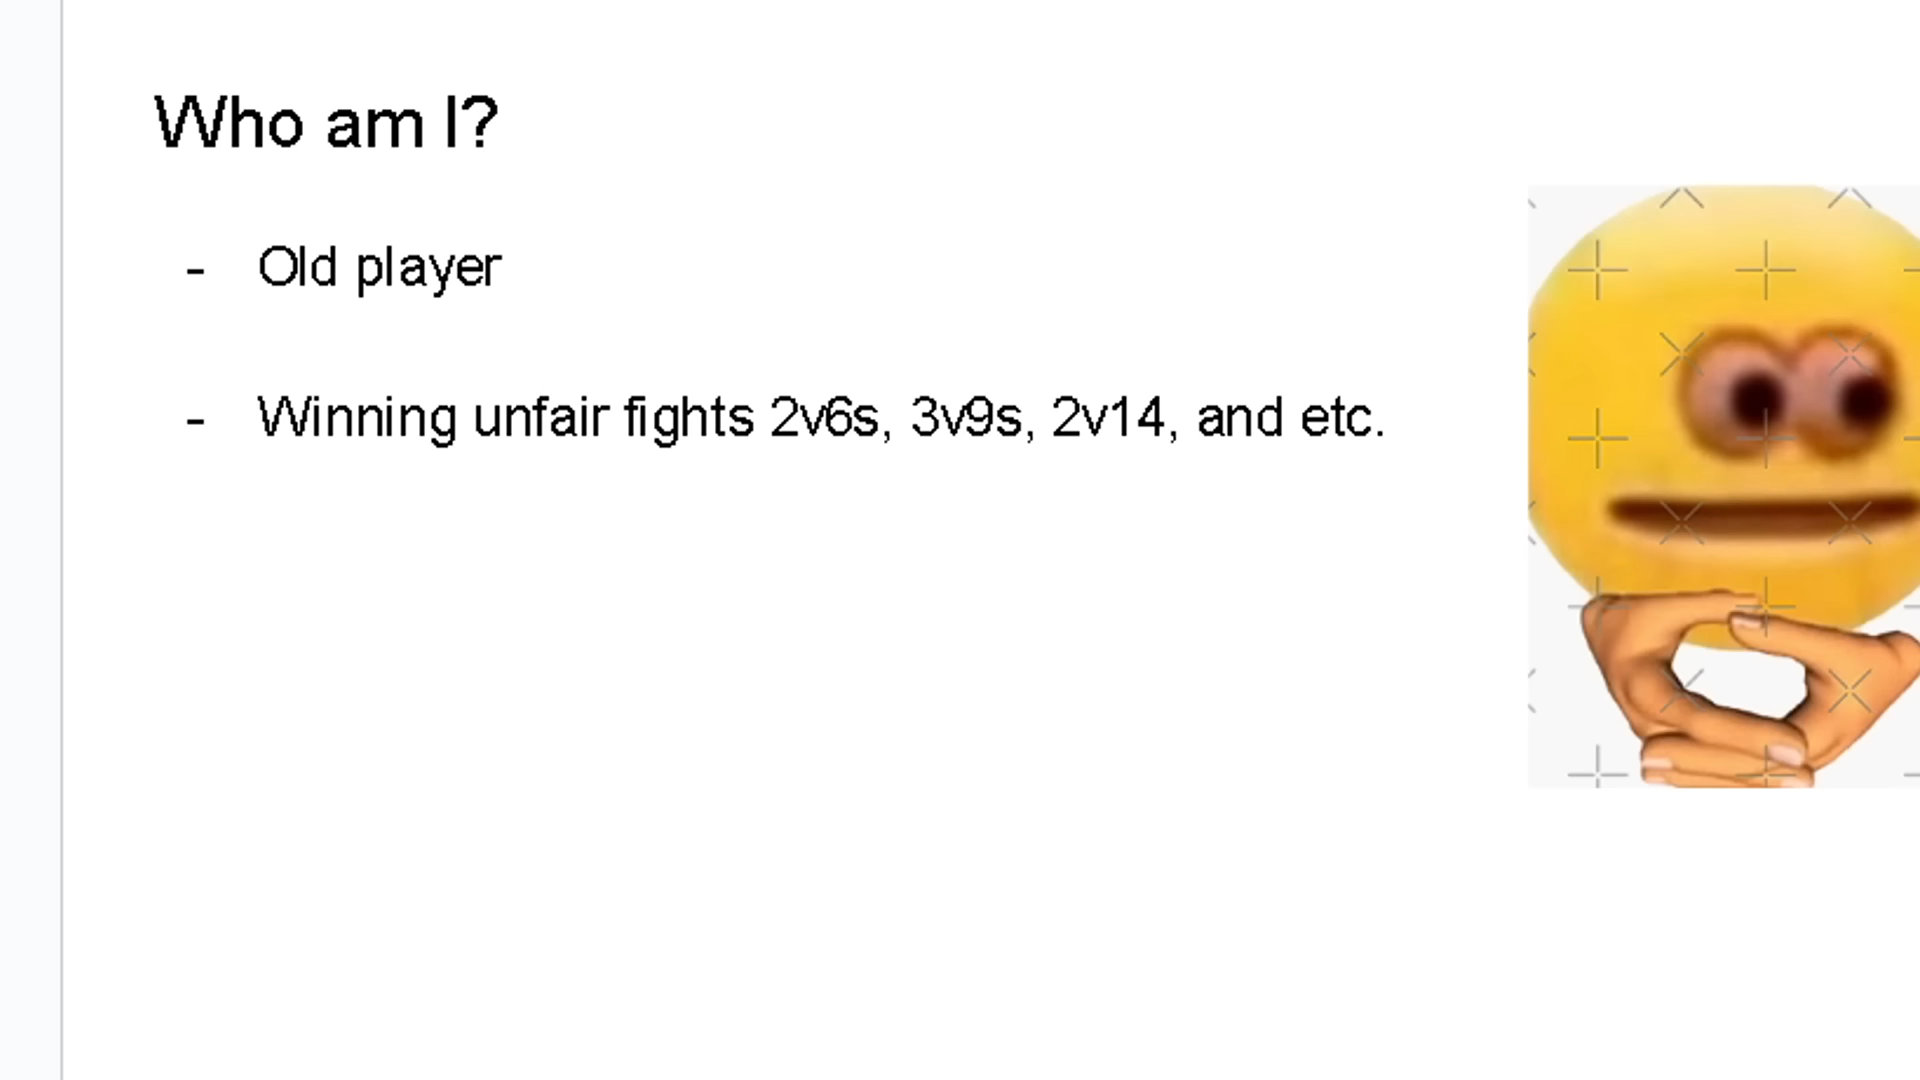 Who am I?
- Old player
- Winning unfair fights 2v6s, 3v9s, 2v14, and etc.